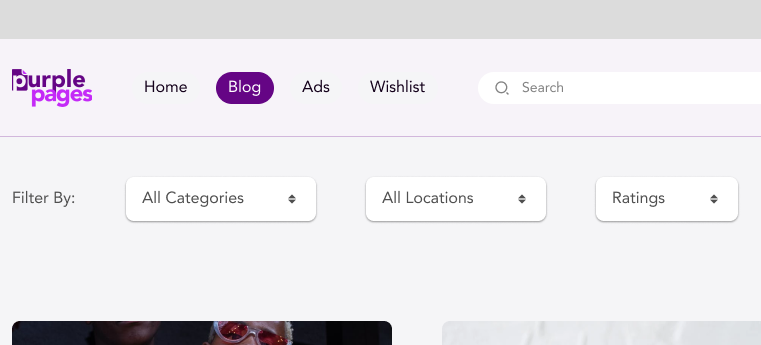 purple
pages
Home
Blog
Ads
Wishlist
Search
Filter By:
All Categories
All Locations
Ratings